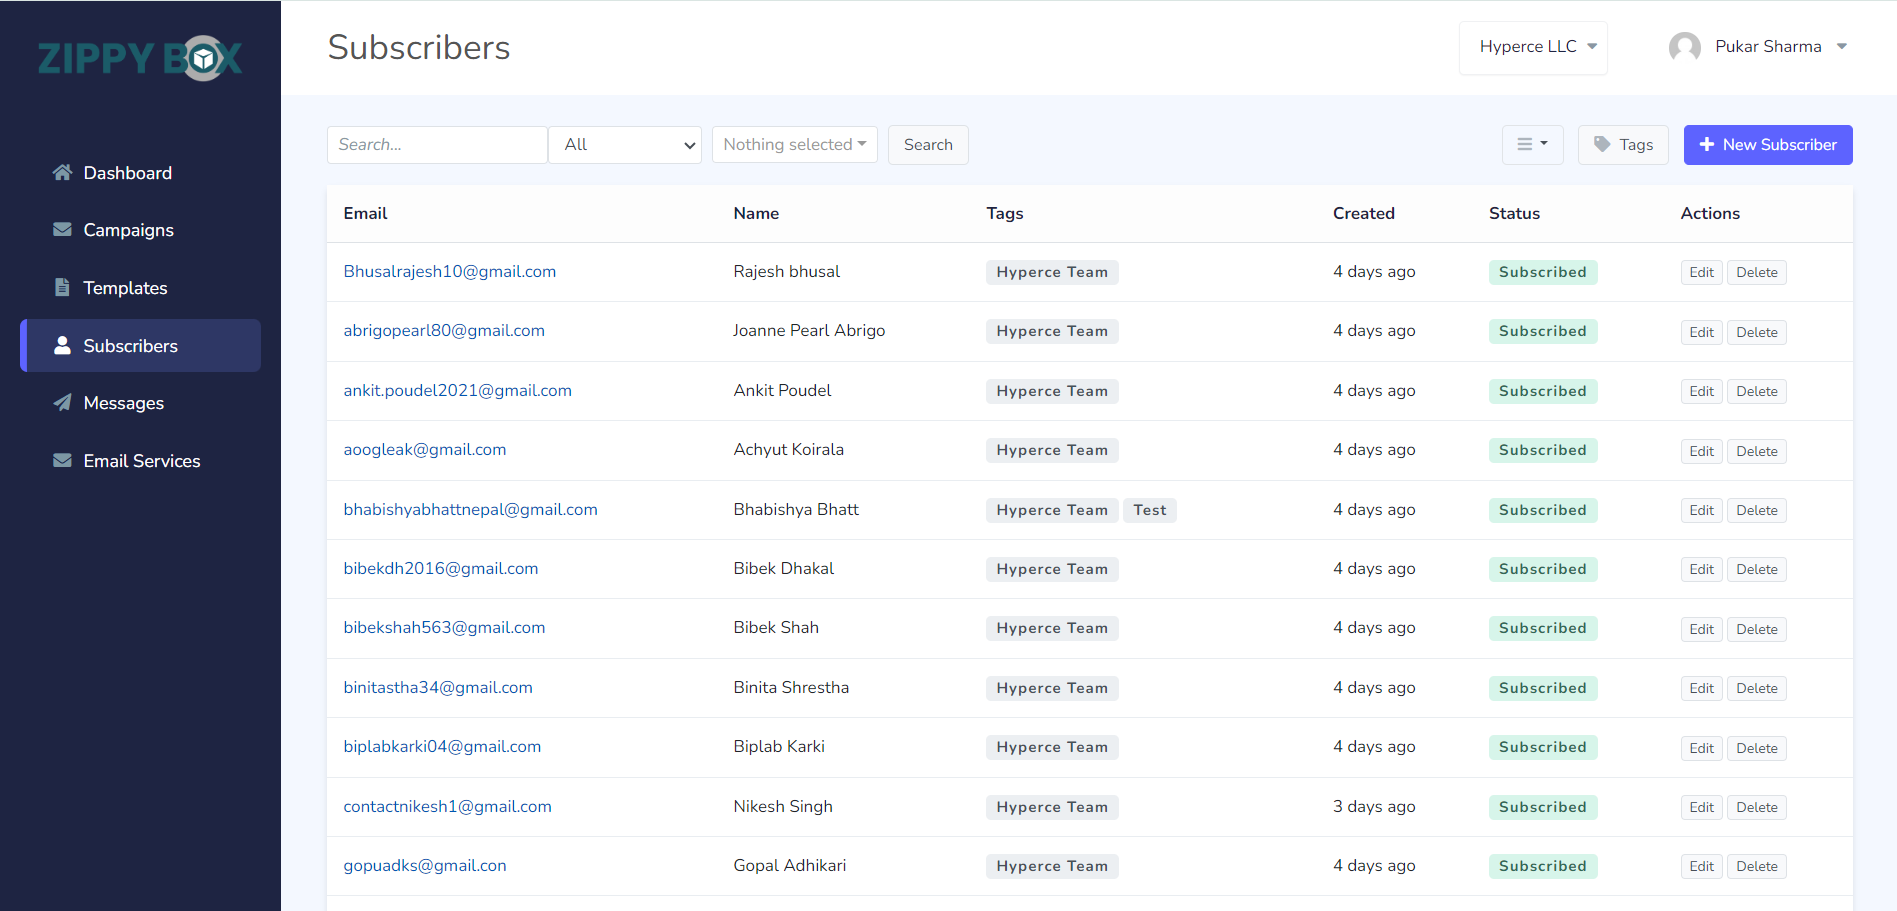 ZIPPY BOX
Subscribers
Hyperce LLC
Pukar Sharma
Dashboard
Campaigns
Templates
Subscribers
Messages
Email Services
Search...
All
Nothing selected
Search
Tags
New Subscriber
Email Name Tags Created Status Actions
Bhusalrajesh10@gmail.com Rajesh bhusal Hyperce Team 4 days ago Subscribed Edit Delete
abrigopearl80@gmail.com Joanne Pearl Abrigo Hyperce Team 4 days ago Subscribed Edit Delete
ankit.poudel2021@gmail.com Ankit Poudel Hyperce Team 4 days ago Subscribed Edit Delete
aoogleak@gmail.com Achyut Koirala Hyperce Team 4 days ago Subscribed Edit Delete
bhabishyabhattnepal@gmail.com Bhabishya Bhatt Hyperce Team Test 4 days ago Subscribed Edit Delete
bibekdh2016@gmail.com Bibek Dhakal Hyperce Team 4 days ago Subscribed Edit Delete
bibekshah563@gmail.com Bibek Shah Hyperce Team 4 days ago Subscribed Edit Delete
binitastha34@gmail.com Binita Shrestha Hyperce Team 4 days ago Subscribed Edit Delete
biplabkarki04@gmail.com Biplab Karki Hyperce Team 4 days ago Subscribed Edit Delete
contactnikesh1@gmail.com Nikesh Singh Hyperce Team 3 days ago Subscribed Edit Delete
gopuadks@gmail.con Gopal Adhikari Hyperce Team 4 days ago Subscribed Edit Delete